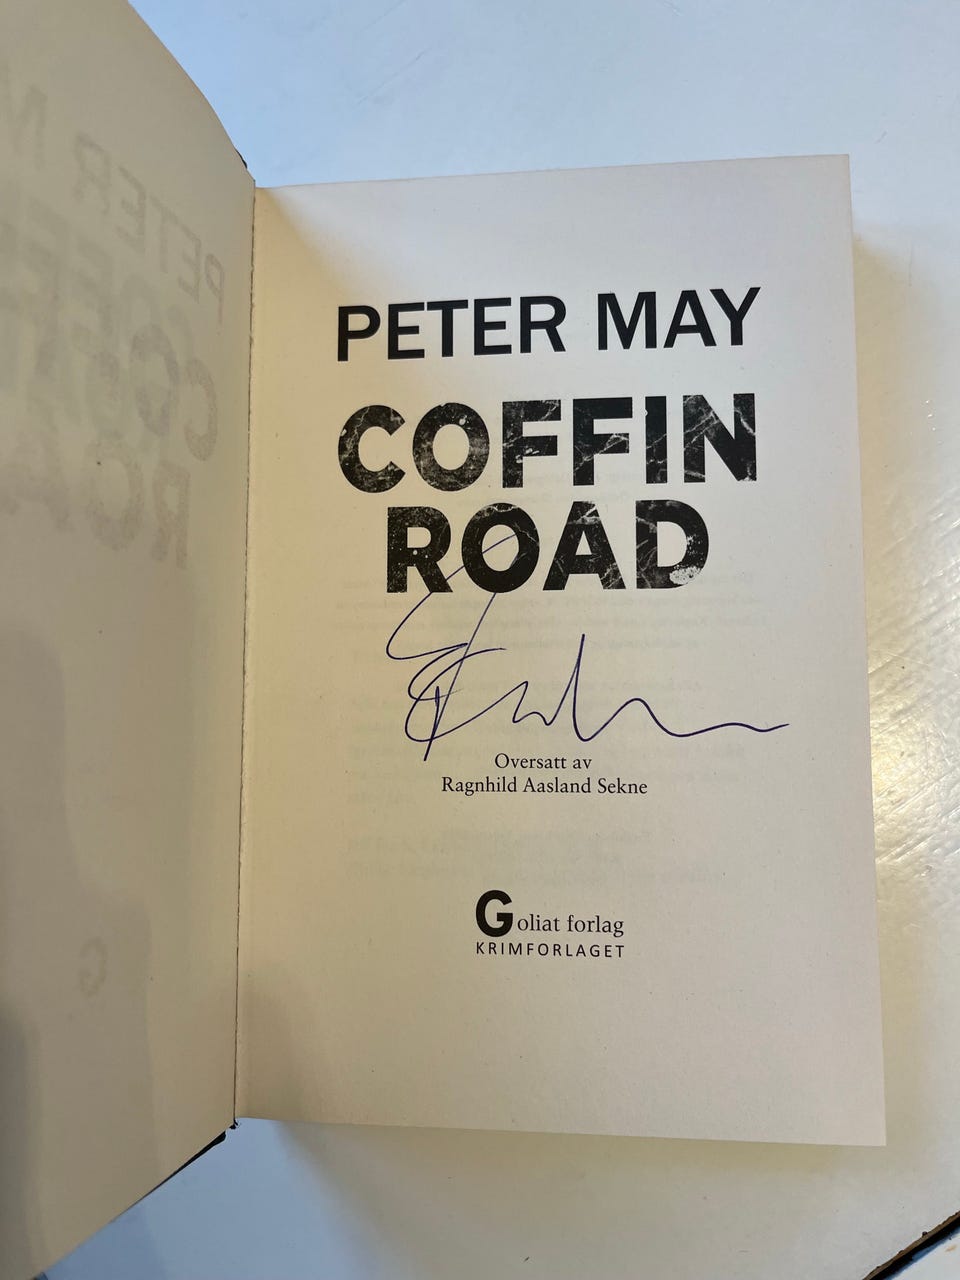 PETER MAY
COFFIN
ROAD
Oversatt av
Ragnhild Aasland Sekne
Goliat forlag
KRIMFORLAGET